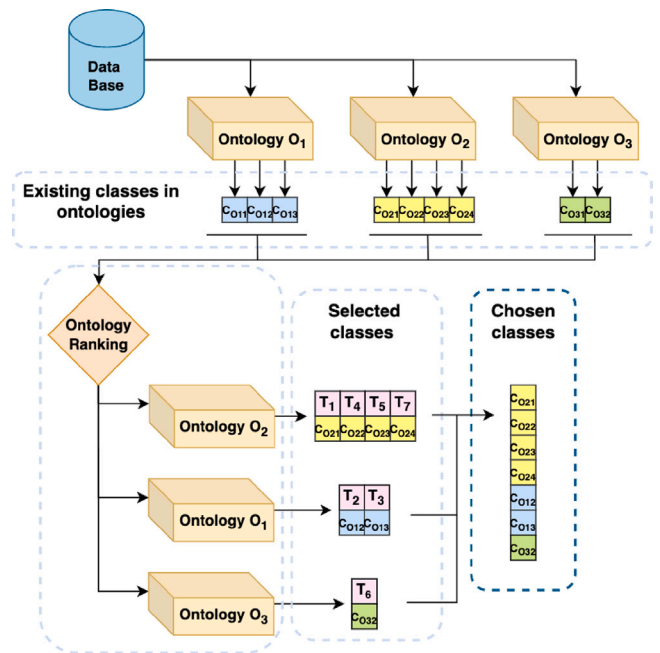 Data
Base
Ontology O1
Ontology O2
Ontology O3
Existing classes in
ontologies
CO11 CO12 CO13
CO21 CO22 CO23 CO24
CO31 CO32
Ontology
Ranking
Selected
classes
Chosen
classes
Ontology O2
T1 T4 T5 T7
CO21 CO22 CO23 CO24
Ontology O1
T2 T3
CO12 CO13
Ontology O3
T6
CO32
CO21
CO22
CO23
CO24
CO12
CO13
CO32